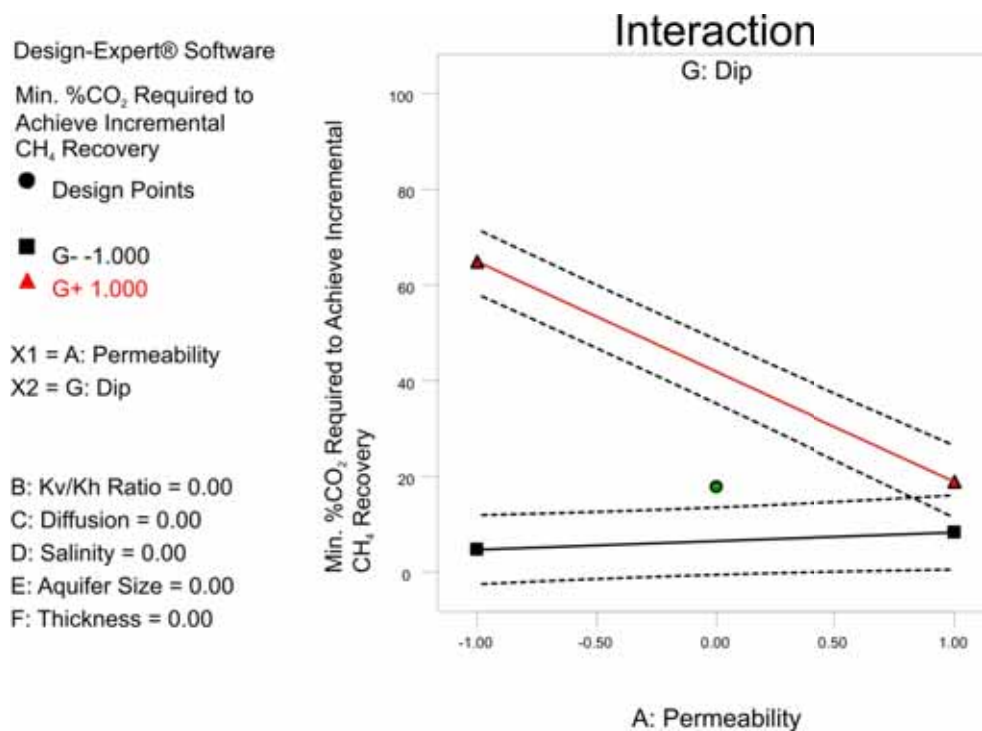 Design-Expert® Software
Min. %CO₂ Required to
Achieve Incremental
CH₄ Recovery
Design Points
G- -1.000
G+ 1.000
X1 = A: Permeability
X2 = G: Dip
B: Kv/Kh Ratio = 0.00
C: Diffusion = 0.00
D: Salinity = 0.00
E: Aquifer Size = 0.00
F: Thickness = 0.00
Interaction
G: Dip
Min. %CO₂ Required to Achieve Incremental
CH₄ Recovery
100
80
60
40
20
0
-1.00 -0.50 0.00 0.50 1.00
A: Permeability